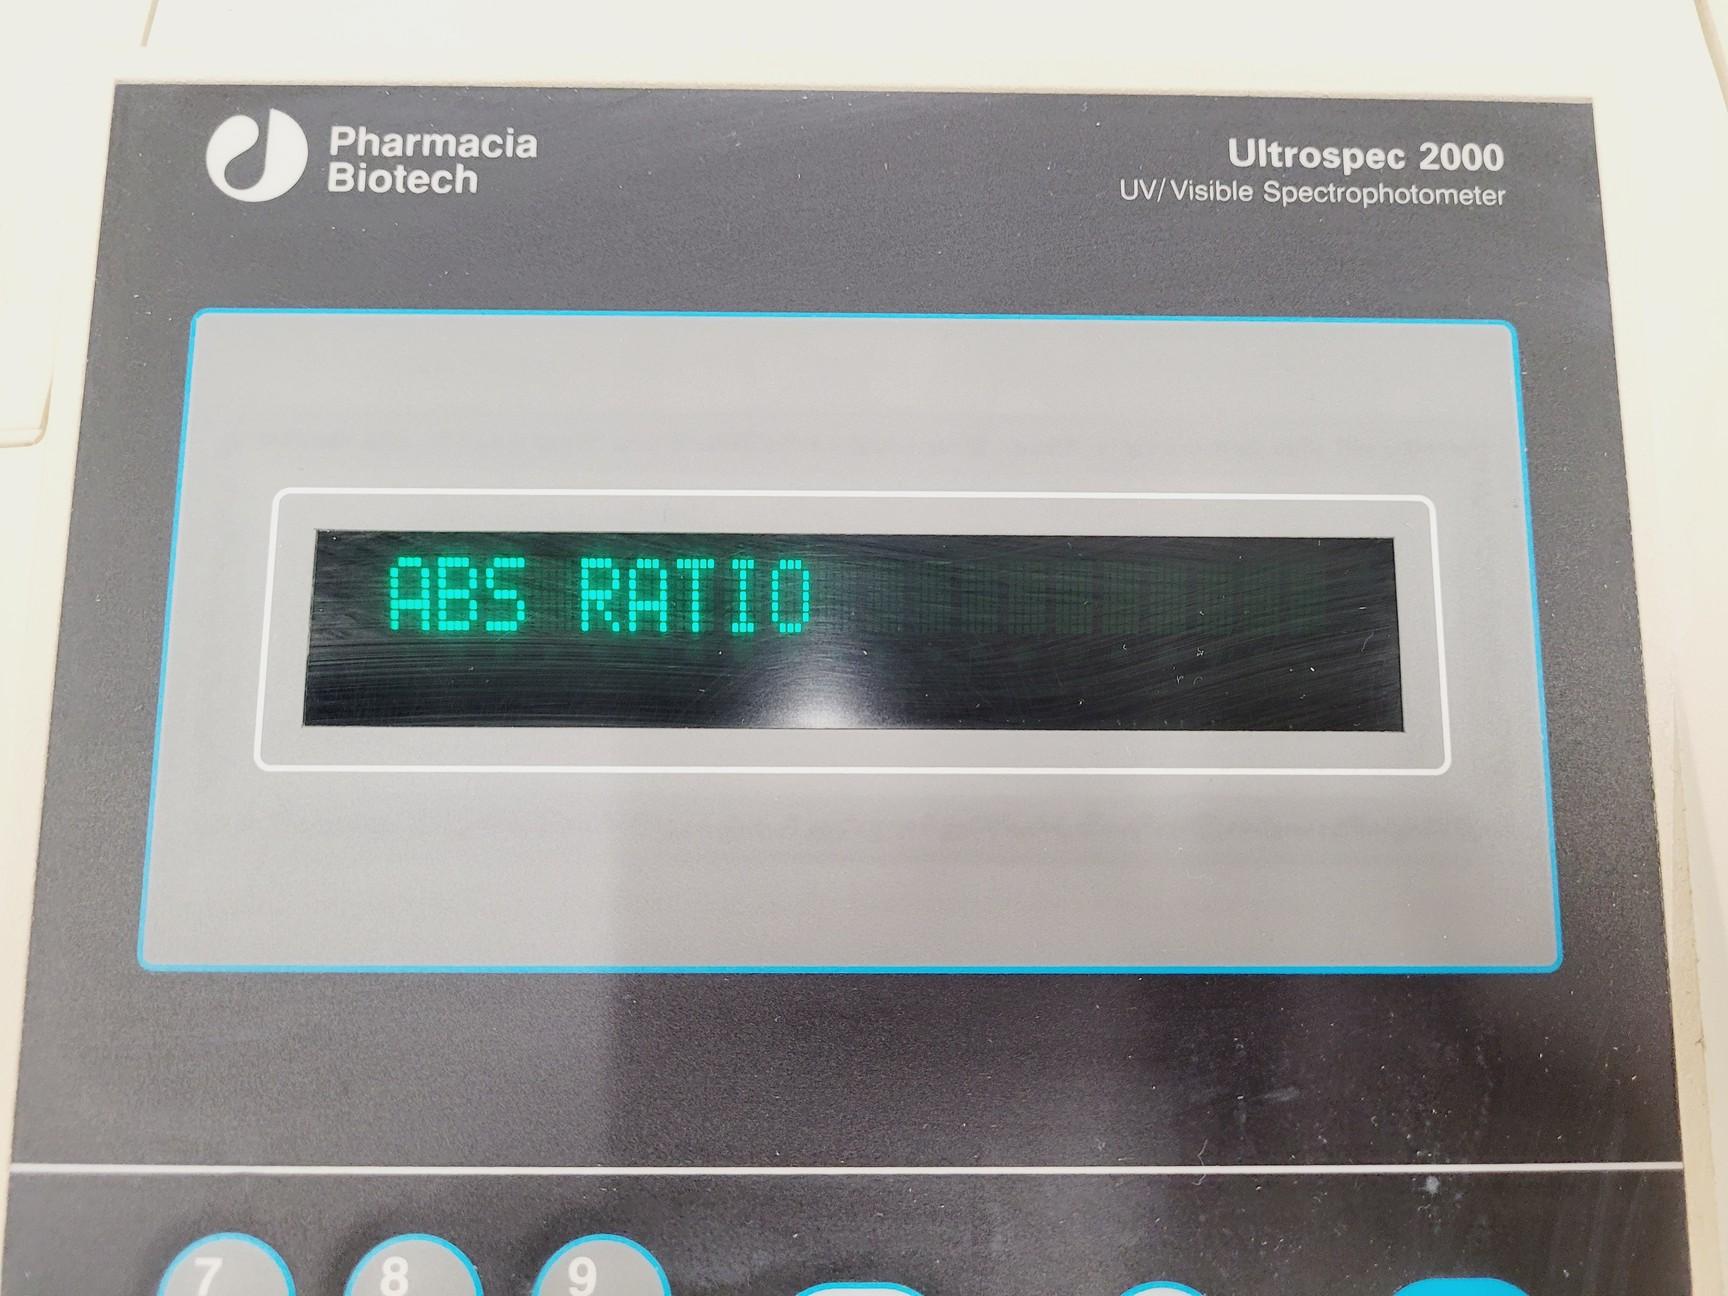 Pharmacia
Biotech
Ultrospec 2000
UV/Visible Spectrophotometer
ABS RATIO
7 8 9